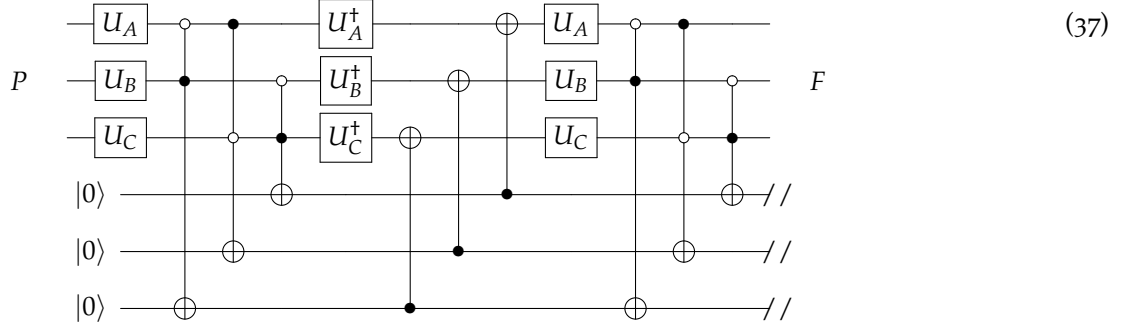 U_A U_A^† U_A (37)
P U_B U_B^† U_B F
U_C U_C^† U_C
|0⟩ //
|0⟩ //
|0⟩ //